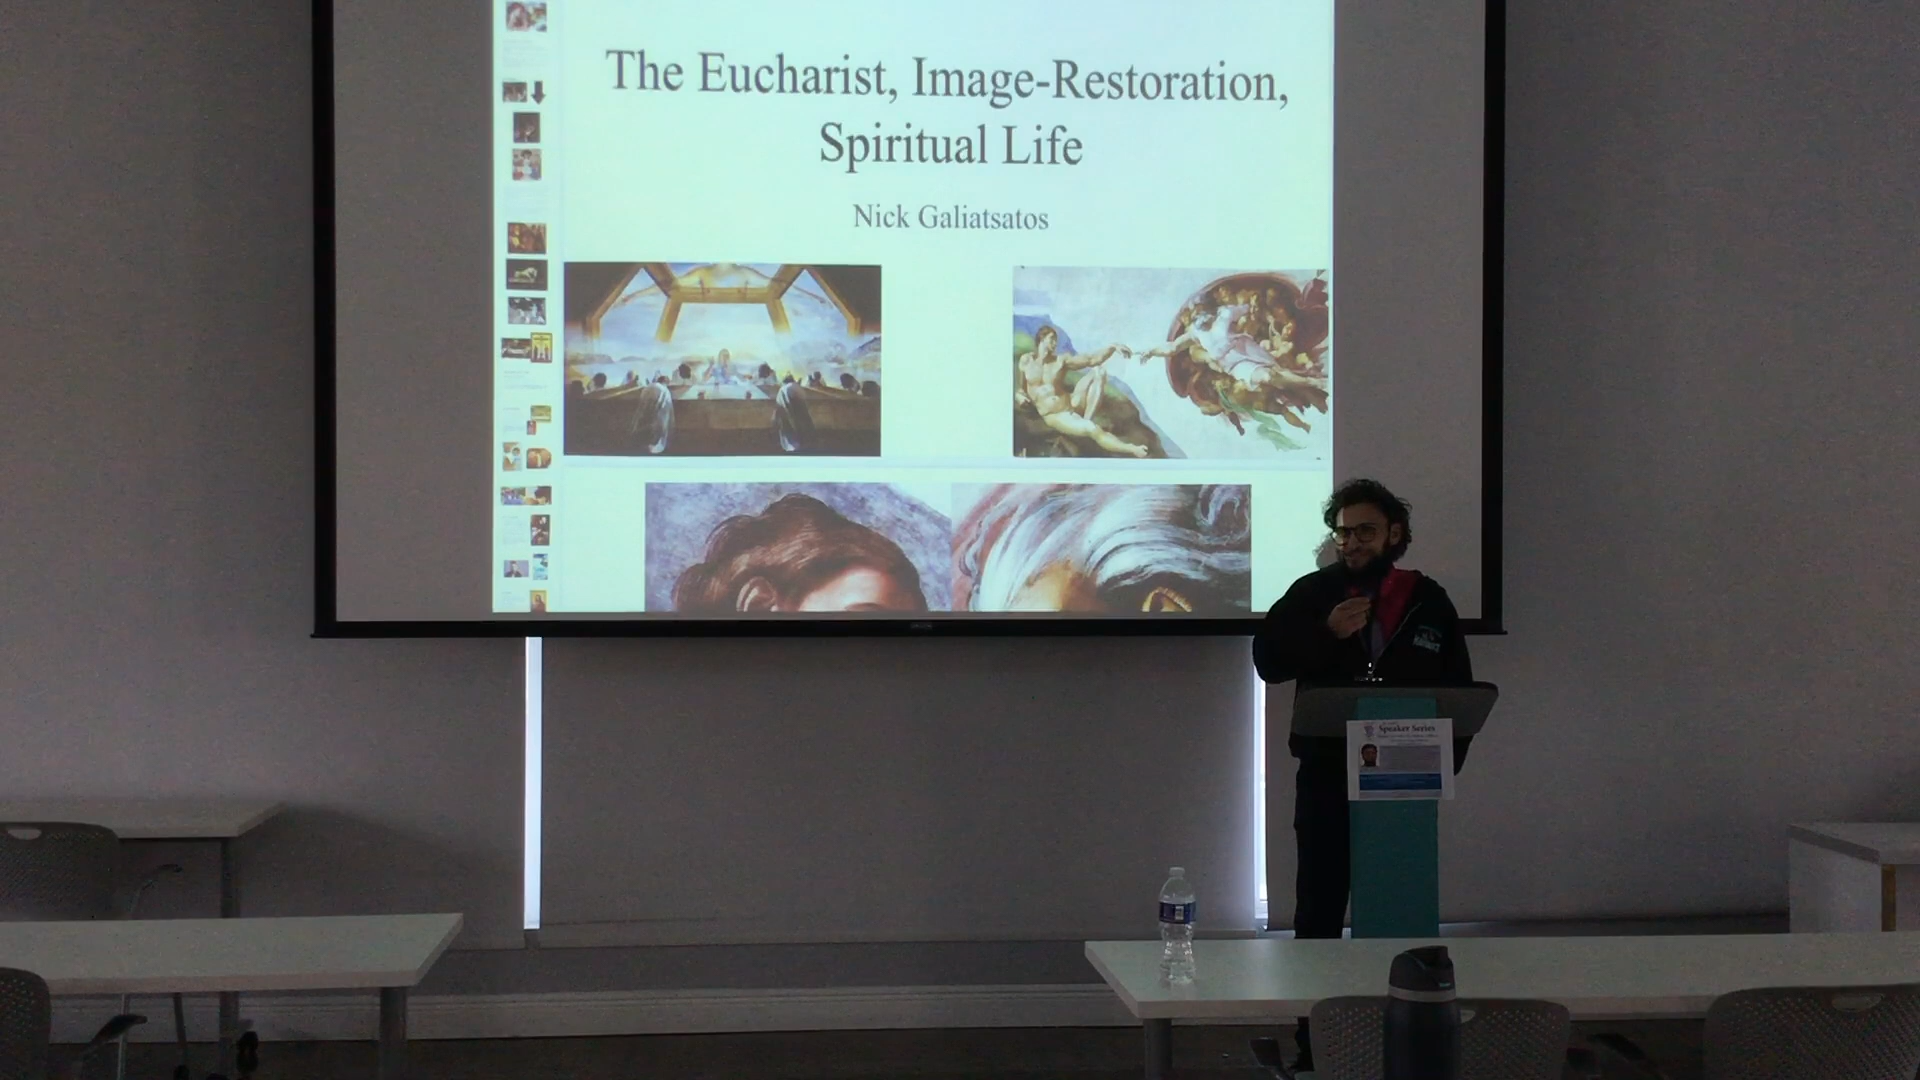 The Eucharist, Image-Restoration,
Spiritual Life
Nick Galiatsatos
Speaker Series